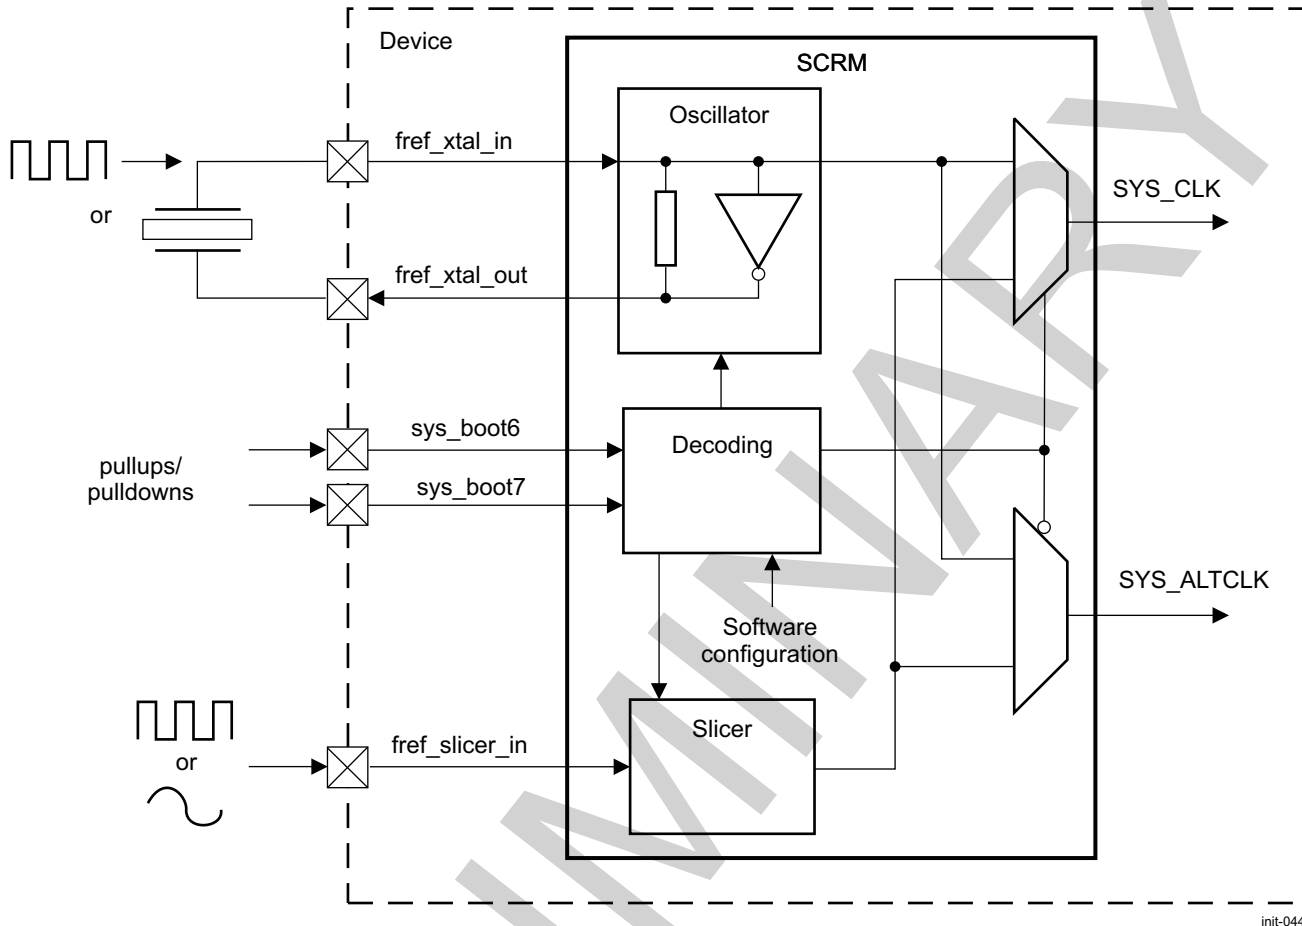 Device
SCRM
Oscillator
fref_xtal_in
or
SYS_CLK
fref_xtal_out
sys_boot6
Decoding
pullups/
pulldowns
sys_boot7
SYS_ALTCLK
Software
configuration
Slicer
fref_slicer_in
or
init-044
IMINARY